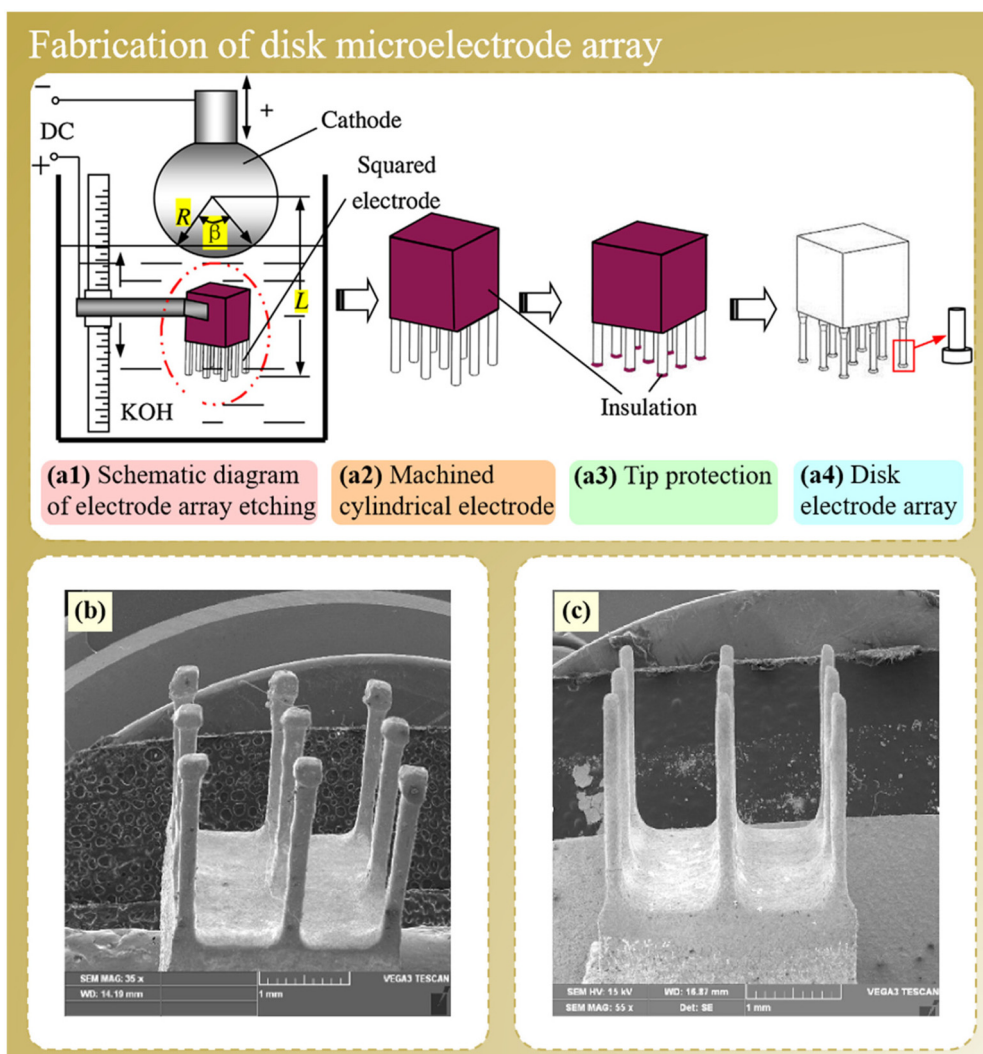 Fabrication of disk microelectrode array
−
+
DC
Cathode
+
Squared
electrode
R
β
L
KOH
Insulation
(a1) Schematic diagram
of electrode array etching
(a2) Machined
cylindrical electrode
(a3) Tip protection
(a4) Disk
electrode array
(b)
(c)
SEM MAG: 35 x
WD: 14.19 mm
1 mm
VEGA3 TESCAN
SEM HV: 15 kV
WD: 16.87 mm
VEGA3 TESCAN
SEM MAG: 55 x
Det: SE
1 mm